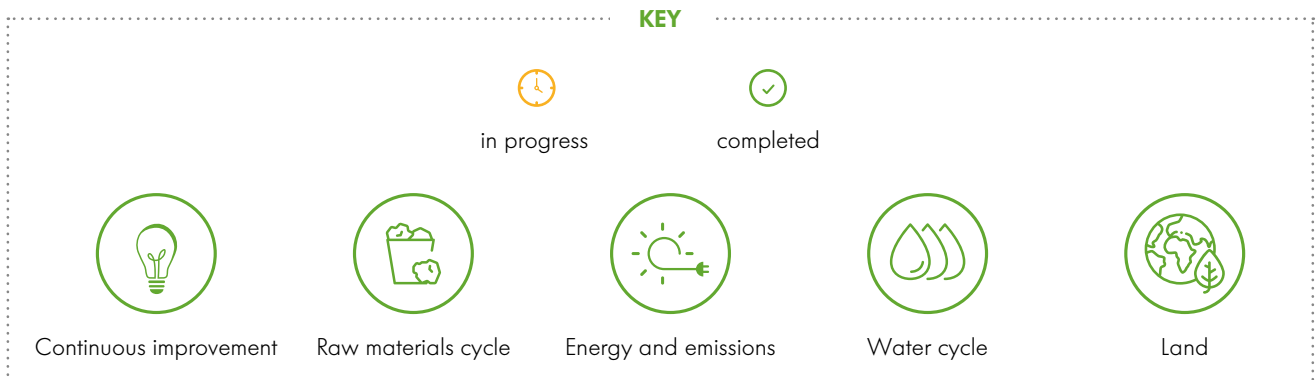 KEY
in progress
completed
Continuous improvement
Raw materials cycle
Energy and emissions
Water cycle
Land